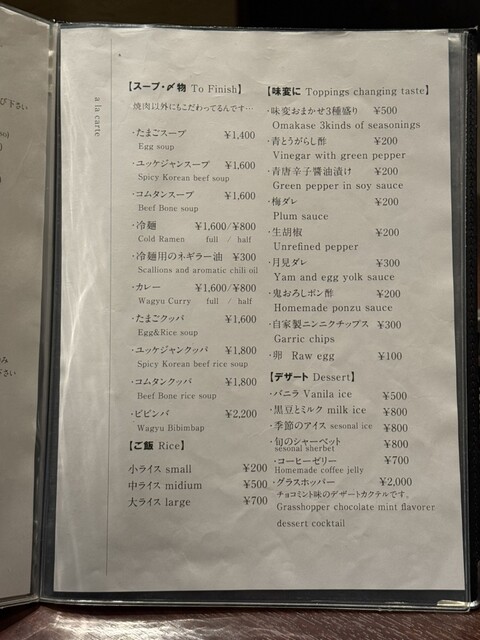 び下さい
à la carte
【スープ・〆物 To Finish】
焼肉以外にもこだわってるんです…
・たまごスープ ¥1,400
Egg soup
・ユッケジャンスープ ¥1,600
Spicy Korean beef soup
・コムタンスープ ¥1,600
Beef Bone soup
・冷麺 ¥1,600/¥800
Cold Ramen full / half
・冷麺用のネギラー油 ¥300
Scallions and aromatic chili oil
・カレー ¥1,600/¥800
Wagyu Curry full / half
・たまごクッパ ¥1,600
Egg&Rice soup
・ユッケジャンクッパ ¥1,800
Spicy Korean beef rice soup
・コムタンクッパ ¥1,800
Beef Bone rice soup
・ビビンバ ¥2,200
Wagyu Bibimbap
【ご飯 Rice】
小ライス small ¥200
中ライス midium ¥500
大ライス large ¥700
【味変に Toppings changing taste】
・味変おまかせ3種盛り ¥500
Omakase 3kinds of seasonings
・青とうがらし酢 ¥200
Vinegar with green pepper
・青唐辛子醬油漬け ¥200
Green pepper in soy sauce
・梅ダレ ¥200
Plum sauce
・生胡椒 ¥200
Unrefined pepper
・月見ダレ ¥300
Yam and egg yolk sauce
・鬼おろしポン酢 ¥200
Homemade ponzu sauce
・自家製ニンニクチップス ¥300
Garric chips
・卵 Raw egg ¥100
【デザート Dessert】
・バニラ Vanila ice ¥500
・黒豆とミルク milk ice ¥800
・季節のアイス sesonal ice ¥800
・旬のシャーベット ¥800
sesonal sherbet
・コーヒーゼリー ¥700
Homemade coffee jelly
・グラスホッパー ¥2,000
チョコミント味のデザートカクテルです。
Grasshopper chocolate mint flavorer
dessert cocktail